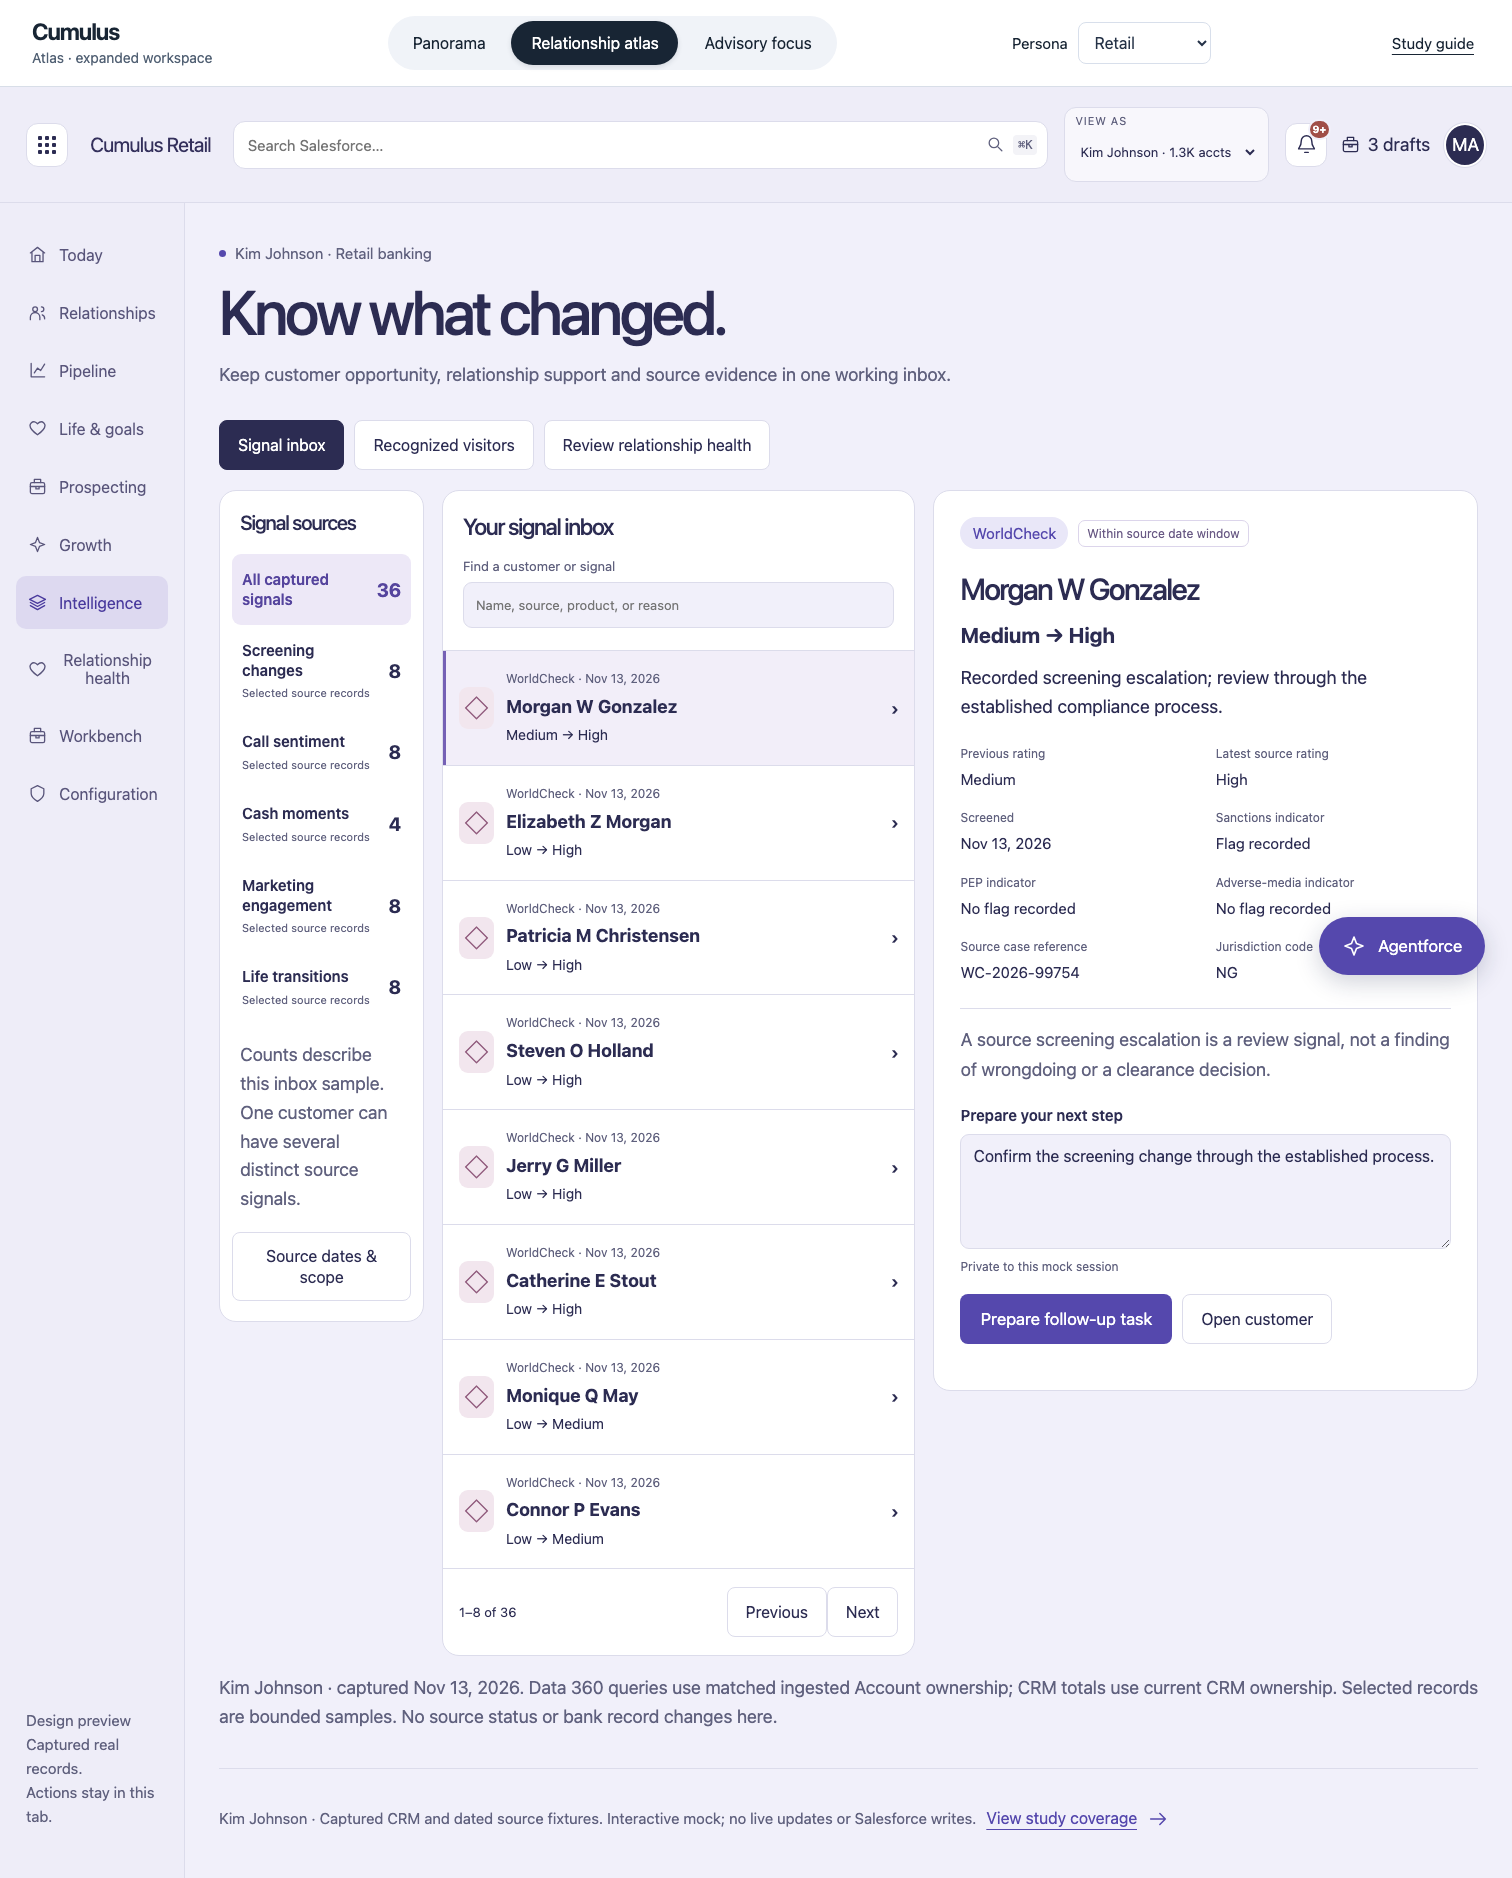 Cumulus
Atlas · expanded workspace
Panorama
Relationship atlas
Advisory focus
Persona
Retail
Study guide
Cumulus Retail
Search Salesforce...
⌘K
VIEW AS
Kim Johnson · 1.3K accts
9+
3 drafts
MA
Today
Relationships
Pipeline
Life & goals
Prospecting
Growth
Intelligence
Relationship
health
Workbench
Configuration
Design preview
Captured real
records.
Actions stay in this
tab.
Kim Johnson · Retail banking
Know what changed.
Keep customer opportunity, relationship support and source evidence in one working inbox.
Signal inbox
Recognized visitors
Review relationship health
Signal sources
All captured
signals
36
Screening
changes
Selected source records
8
Call sentiment
Selected source records
8
Cash moments
Selected source records
4
Marketing
engagement
Selected source records
8
Life transitions
Selected source records
8
Counts describe
this inbox sample.
One customer can
have several
distinct source
signals.
Source dates &
scope
Your signal inbox
Find a customer or signal
Name, source, product, or reason
WorldCheck · Nov 13, 2026
Morgan W Gonzalez
Medium → High
›
WorldCheck · Nov 13, 2026
Elizabeth Z Morgan
Low → High
›
WorldCheck · Nov 13, 2026
Patricia M Christensen
Low → High
›
WorldCheck · Nov 13, 2026
Steven O Holland
Low → High
›
WorldCheck · Nov 13, 2026
Jerry G Miller
Low → High
›
WorldCheck · Nov 13, 2026
Catherine E Stout
Low → High
›
WorldCheck · Nov 13, 2026
Monique Q May
Low → Medium
›
WorldCheck · Nov 13, 2026
Connor P Evans
Low → Medium
›
1–8 of 36
Previous
Next
WorldCheck
Within source date window
Morgan W Gonzalez
Medium → High
Recorded screening escalation; review through the
established compliance process.
Previous rating
Medium
Latest source rating
High
Screened
Nov 13, 2026
Sanctions indicator
Flag recorded
PEP indicator
No flag recorded
Adverse-media indicator
No flag recorded
Source case reference
WC-2026-99754
Jurisdiction code
NG
Agentforce
A source screening escalation is a review signal, not a finding
of wrongdoing or a clearance decision.
Prepare your next step
Confirm the screening change through the established process.
Private to this mock session
Prepare follow-up task
Open customer
Kim Johnson · captured Nov 13, 2026. Data 360 queries use matched ingested Account ownership; CRM totals use current CRM ownership. Selected records
are bounded samples. No source status or bank record changes here.
Kim Johnson · Captured CRM and dated source fixtures. Interactive mock; no live updates or Salesforce writes.
View study coverage →